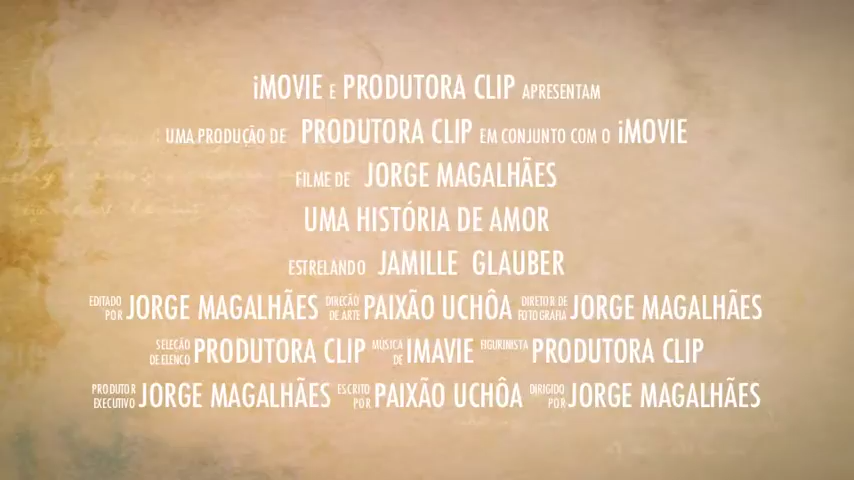 iMOVIE E PRODUTORA CLIP APRESENTAM
UMA PRODUÇÃO DE PRODUTORA CLIP EM CONJUNTO COM O iMOVIE
FILME DE JORGE MAGALHÃES
UMA HISTÓRIA DE AMOR
ESTRELANDO JAMILLE GLAUBER
EDITADO POR JORGE MAGALHÃES DIREÇÃO DE ARTE PAIXÃO UCHÔA DIRETOR DE FOTOGRAFIA JORGE MAGALHÃES
SELEÇÃO DE ELENCO PRODUTORA CLIP MÚSICA DE IMAVIE FIGURINISTA PRODUTORA CLIP
PRODUTOR EXECUTIVO JORGE MAGALHÃES ESCRITO POR PAIXÃO UCHÔA DIRIGIDO POR JORGE MAGALHÃES